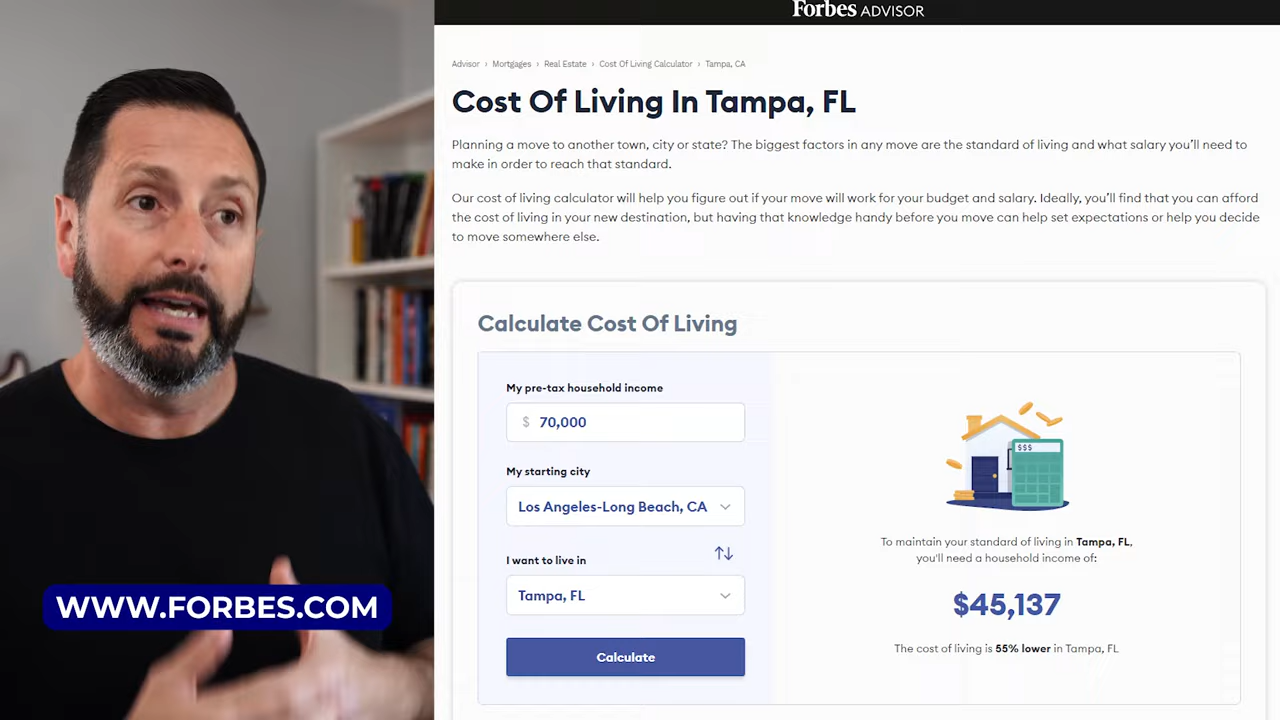 Forbes ADVISOR
Advisor › Mortgages › Real Estate › Cost Of Living Calculator › Tampa, CA
Cost Of Living In Tampa, FL
Planning a move to another town, city or state? The biggest factors in any move are the standard of living and what salary you’ll need to
make in order to reach that standard.
Our cost of living calculator will help you figure out if your move will work for your budget and salary. Ideally, you’ll find that you can afford
the cost of living in your new destination, but having that knowledge handy before you move can help set expectations or help you decide
to move somewhere else.
Calculate Cost Of Living
My pre-tax household income
$ 70,000
My starting city
Los Angeles-Long Beach, CA
I want to live in
Tampa, FL
Calculate
$$$
To maintain your standard of living in Tampa, FL,
you'll need a household income of:
$45,137
The cost of living is 55% lower in Tampa, FL
WWW.FORBES.COM